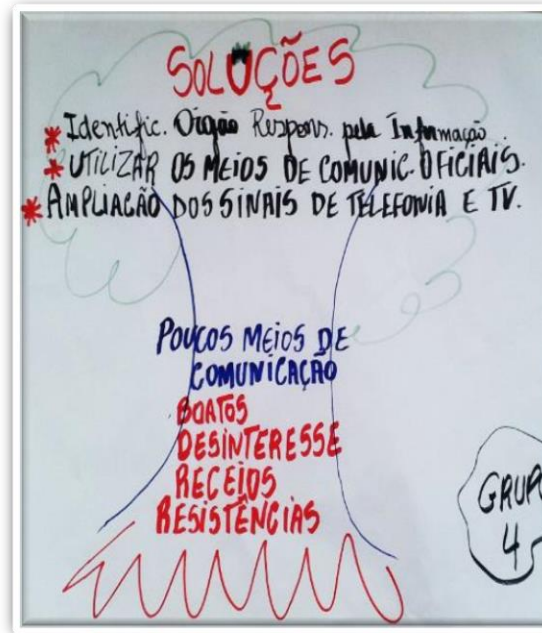 SOLUÇÕES
* Identific. Orgão Respons. pela Informação.
* UTILIZAR OS MEIOS DE COMUNIC. OFICIAIS.
* AMPLIAÇÃO DOS SINAIS DE TELEFONIA E TV.
POUCOS MEIOS DE
COMUNICAÇÃO
BOATOS
DESINTERESSE
RECEIOS
RESISTÊNCIAS
GRUPO
4